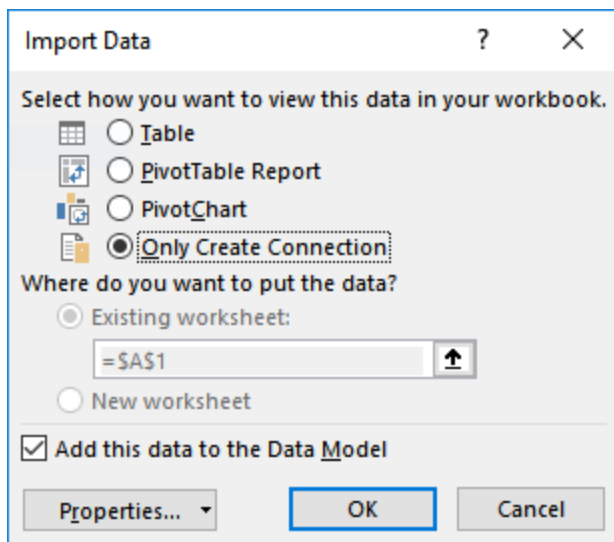 Import Data ?
Select how you want to view this data in your workbook.
Table
PivotTable Report
PivotChart
Only Create Connection
Where do you want to put the data?
Existing worksheet:
=$A$1
New worksheet
Add this data to the Data Model
Properties... OK Cancel